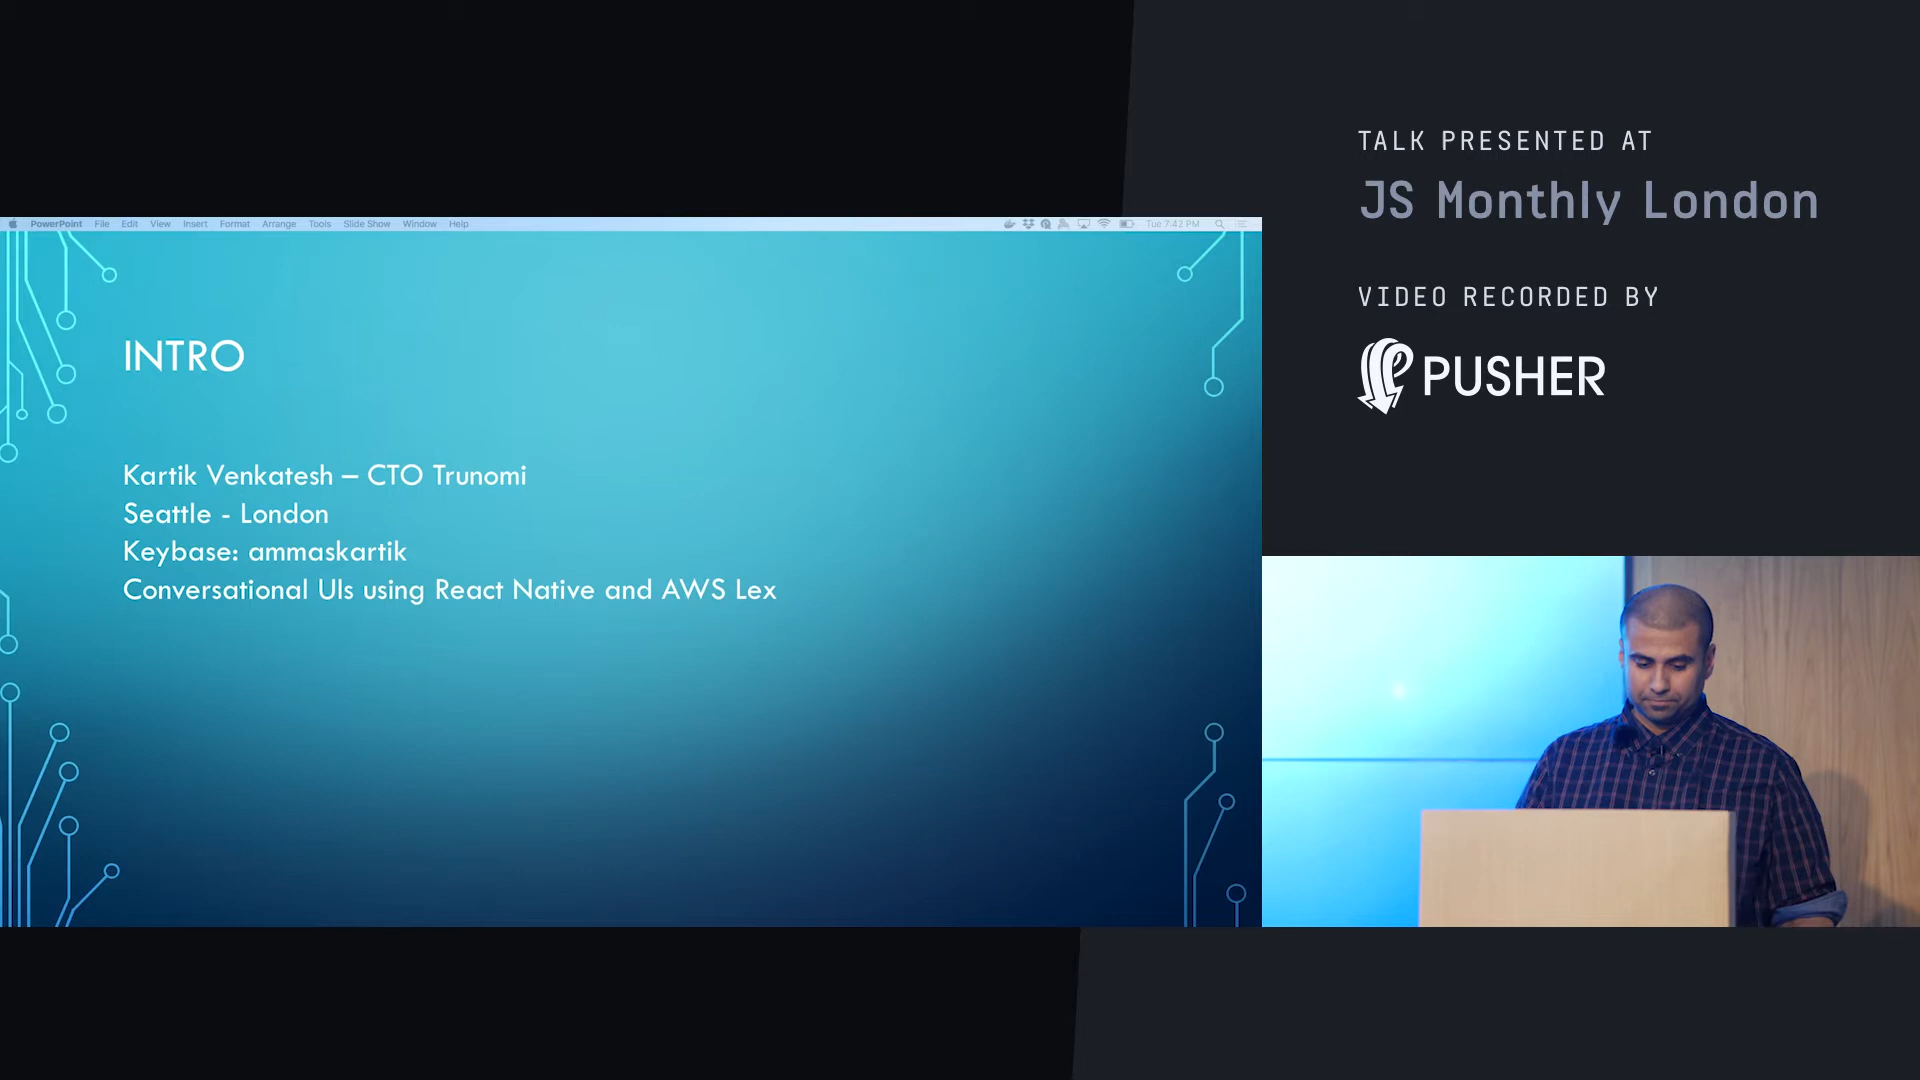 PowerPoint File Edit View Insert Format Arrange Tools Slide Show Window Help Tue 7:42 PM
INTRO
Kartik Venkatesh – CTO Trunomi
Seattle - London
Keybase: ammaskartik
Conversational UIs using React Native and AWS Lex
TALK PRESENTED AT
JS Monthly London
VIDEO RECORDED BY
PUSHER